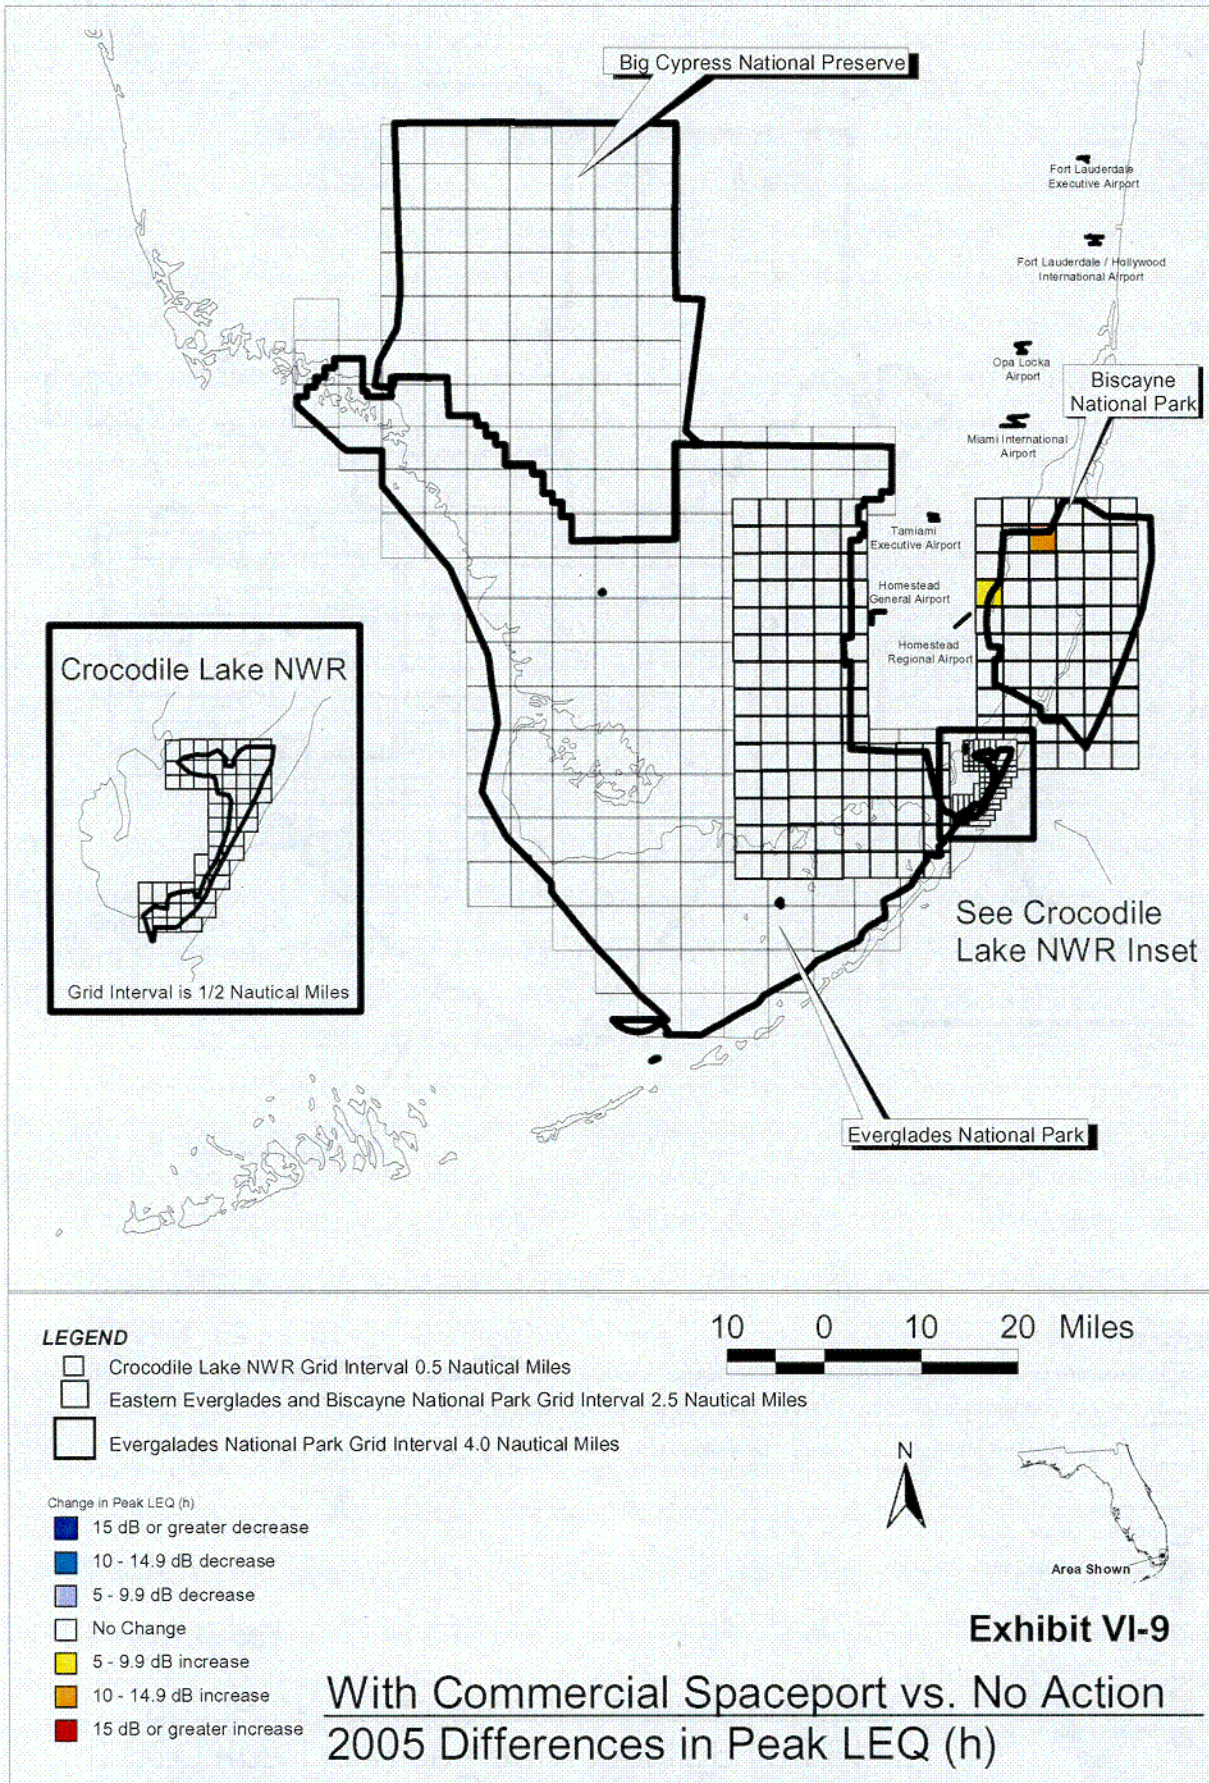 Big Cypress National Preserve
Fort Lauderdale
Executive Airport
Fort Lauderdale / Hollywood
International Airport
Opa Locka
Airport
Biscayne
National Park
Miami International
Airport
Tamiami
Executive Airport
Homestead
General Airport
Homestead
Regional Airport
Crocodile Lake NWR
Grid Interval is 1/2 Nautical Miles
See Crocodile
Lake NWR Inset
Everglades National Park
LEGEND
Crocodile Lake NWR Grid Interval 0.5 Nautical Miles
Eastern Everglades and Biscayne National Park Grid Interval 2.5 Nautical Miles
Evergalades National Park Grid Interval 4.0 Nautical Miles
10 0 10 20 Miles
N
Area Shown
Change in Peak LEQ (h)
15 dB or greater decrease
10 - 14.9 dB decrease
5 - 9.9 dB decrease
No Change
5 - 9.9 dB increase
10 - 14.9 dB increase
15 dB or greater increase
Exhibit VI-9
With Commercial Spaceport vs. No Action
2005 Differences in Peak LEQ (h)